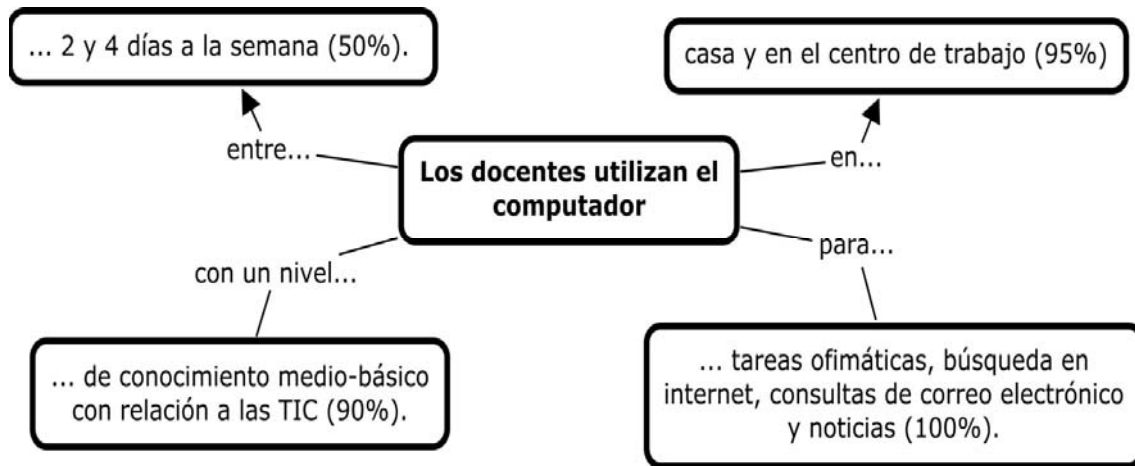 ... 2 y 4 días a la semana (50%).
casa y en el centro de trabajo (95%)
entre...
en...
Los docentes utilizan el
computador
con un nivel...
para...
... de conocimiento medio-básico
con relación a las TIC (90%).
... tareas ofimáticas, búsqueda en
internet, consultas de correo electrónico
y noticias (100%).